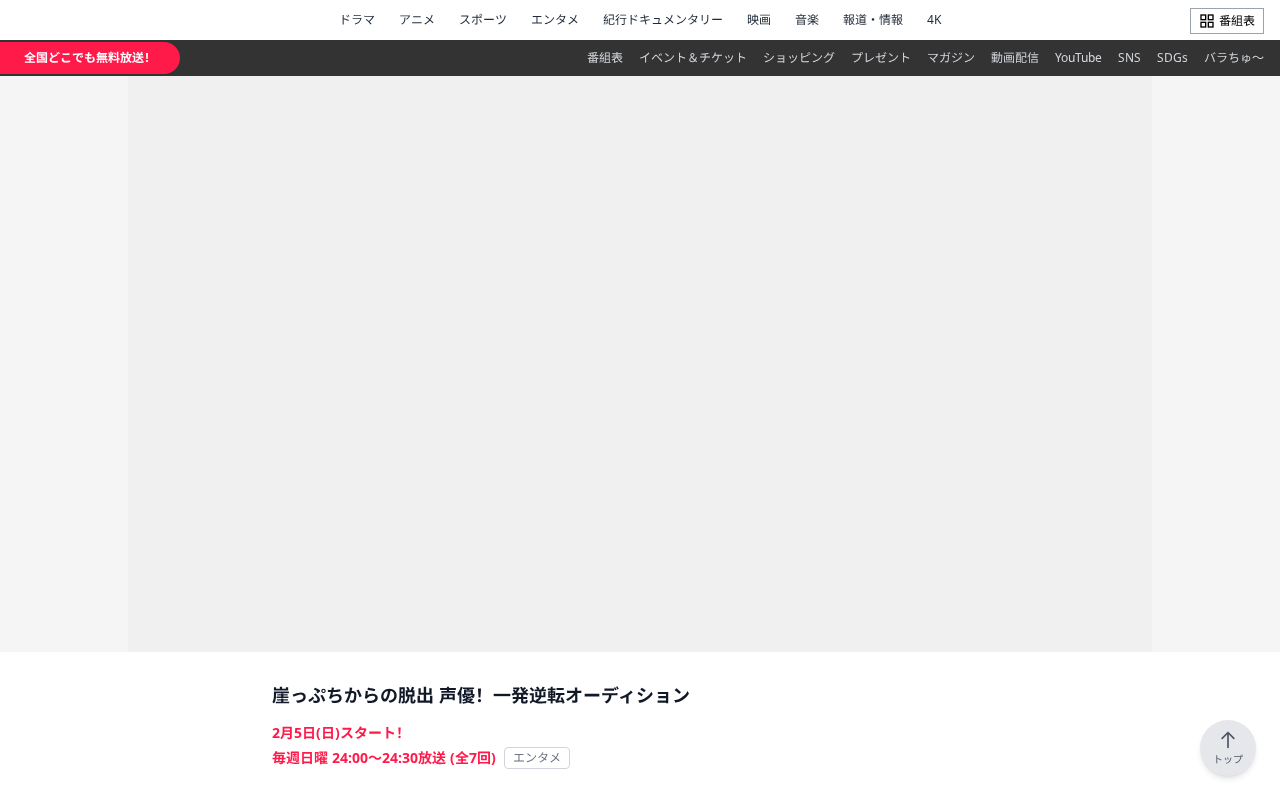 ドラマ アニメ スポーツ エンタメ 紀行ドキュメンタリー 映画 音楽 報道・情報 4K 番組表
全国どこでも無料放送! 番組表 イベント＆チケット ショッピング プレゼント マガジン 動画配信 YouTube SNS SDGs バラちゅ〜
崖っぷちからの脱出 声優！一発逆転オーディション
2月5日(日)スタート！
毎週日曜 24:00〜24:30放送 (全7回) エンタメ
トップ